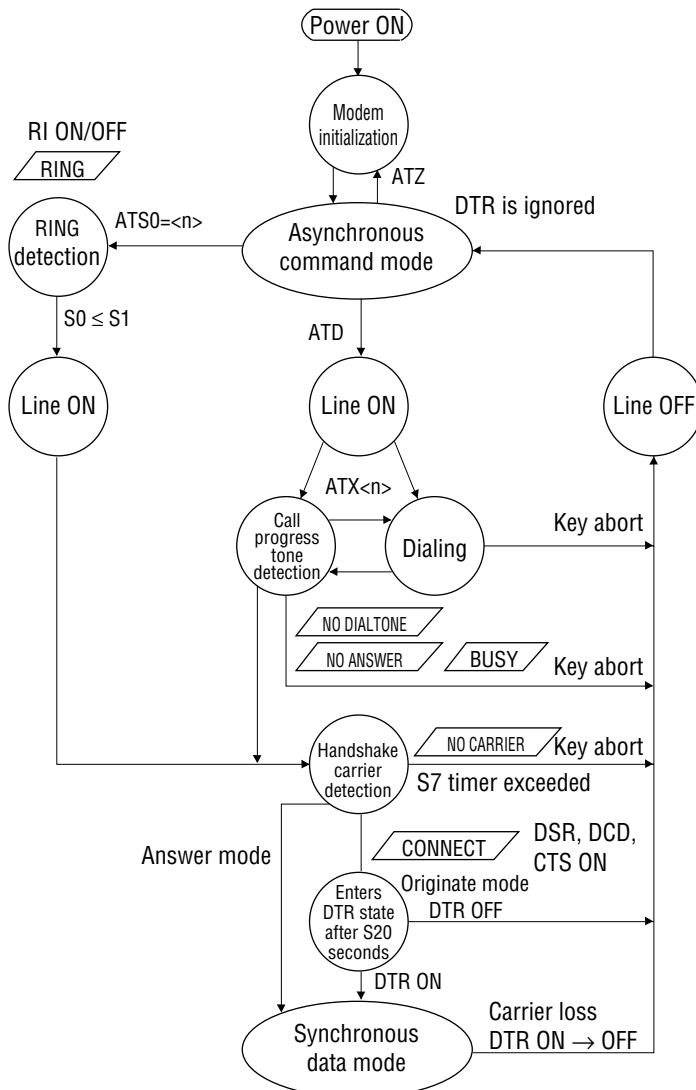 Power ON
Modem
initialization
RI ON/OFF
RING
ATZ
DTR is ignored
RING
detection
ATS0=<n>
Asynchronous
command mode
S0 ≤ S1
ATD
Line ON
Line ON
Line OFF
ATX<n>
Call
progress
tone
detection
Dialing
Key abort
NO DIALTONE
NO ANSWER
BUSY
Key abort
Handshake
carrier
detection
NO CARRIER
Key abort
S7 timer exceeded
Answer mode
CONNECT
DSR, DCD,
CTS ON
Enters
DTR state
after S20
seconds
Originate mode
DTR OFF
DTR ON
Synchronous
data mode
Carrier loss
DTR ON → OFF